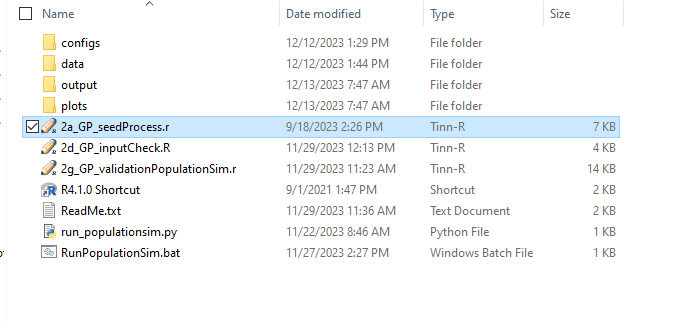 Name Date modified Type Size
configs 12/12/2023 1:29 PM File folder
data 12/12/2023 1:44 PM File folder
output 12/13/2023 7:47 AM File folder
plots 12/13/2023 7:47 AM File folder
2a_GP_seedProcess.r 9/18/2023 2:26 PM Tinn-R 7 KB
2d_GP_inputCheck.R 11/29/2023 12:13 PM Tinn-R 4 KB
2g_GP_validationPopulationSim.r 11/29/2023 11:23 AM Tinn-R 14 KB
R4.1.0 Shortcut 9/1/2021 1:47 PM Shortcut 2 KB
ReadMe.txt 11/29/2023 11:36 AM Text Document 2 KB
run_populationsim.py 11/22/2023 8:46 AM Python File 1 KB
RunPopulationSim.bat 11/27/2023 2:27 PM Windows Batch File 1 KB